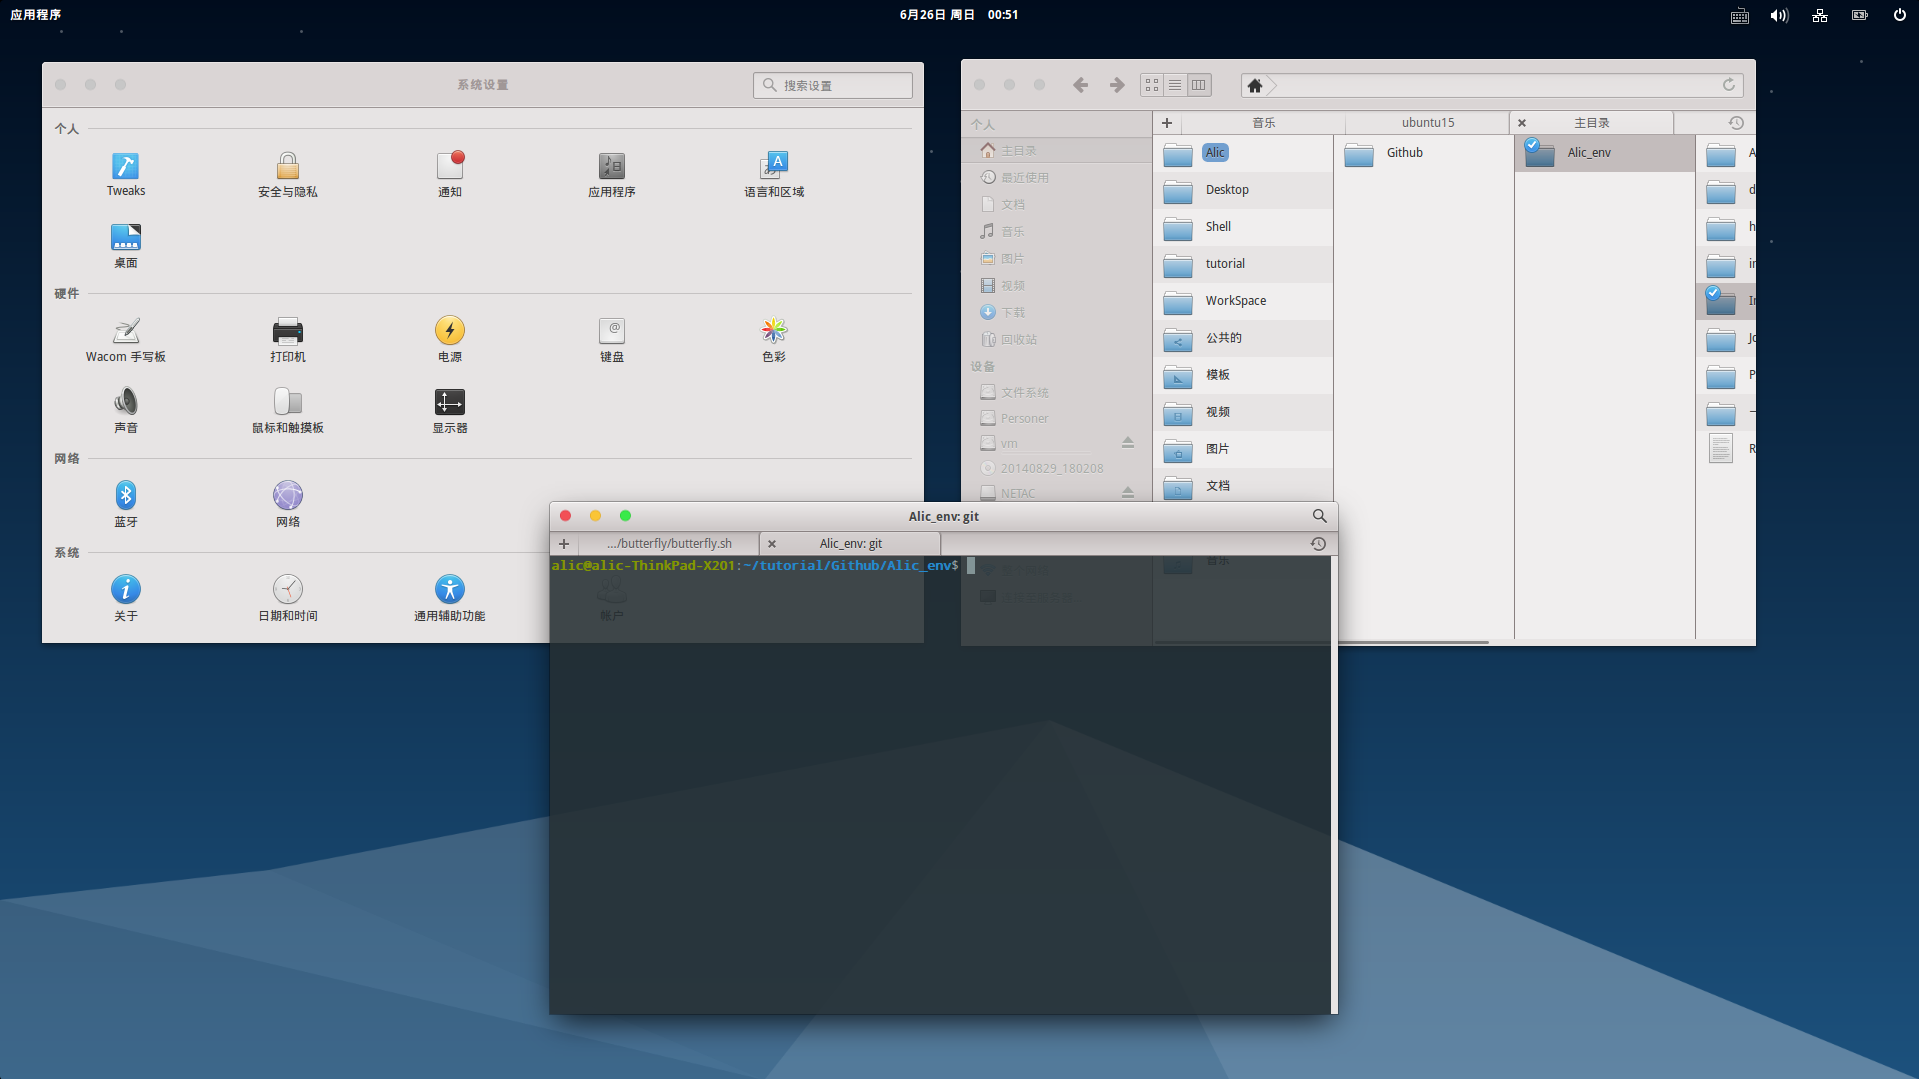 应用程序
6月26日 周日 00:51
系统设置
搜索设置
个人
Tweaks
安全与隐私
通知
应用程序
语言和区域
桌面
硬件
Wacom 手写板
打印机
电源
键盘
色彩
声音
鼠标和触摸板
显示器
网络
蓝牙
网络
系统
关于
日期和时间
通用辅助功能
帐户
个人
主目录
最近使用
文档
音乐
图片
视频
下载
回收站
设备
文件系统
Personer
vm
20140829_180208
NETAC
音乐
ubuntu15
主目录
Alic
Desktop
Shell
tutorial
WorkSpace
公共的
模板
视频
图片
文档
音乐
Github
Alic_env
Alic_env: git
.../butterfly/butterfly.sh
Alic_env: git
alic@alic-ThinkPad-X201:~/tutorial/Github/Alic_env$